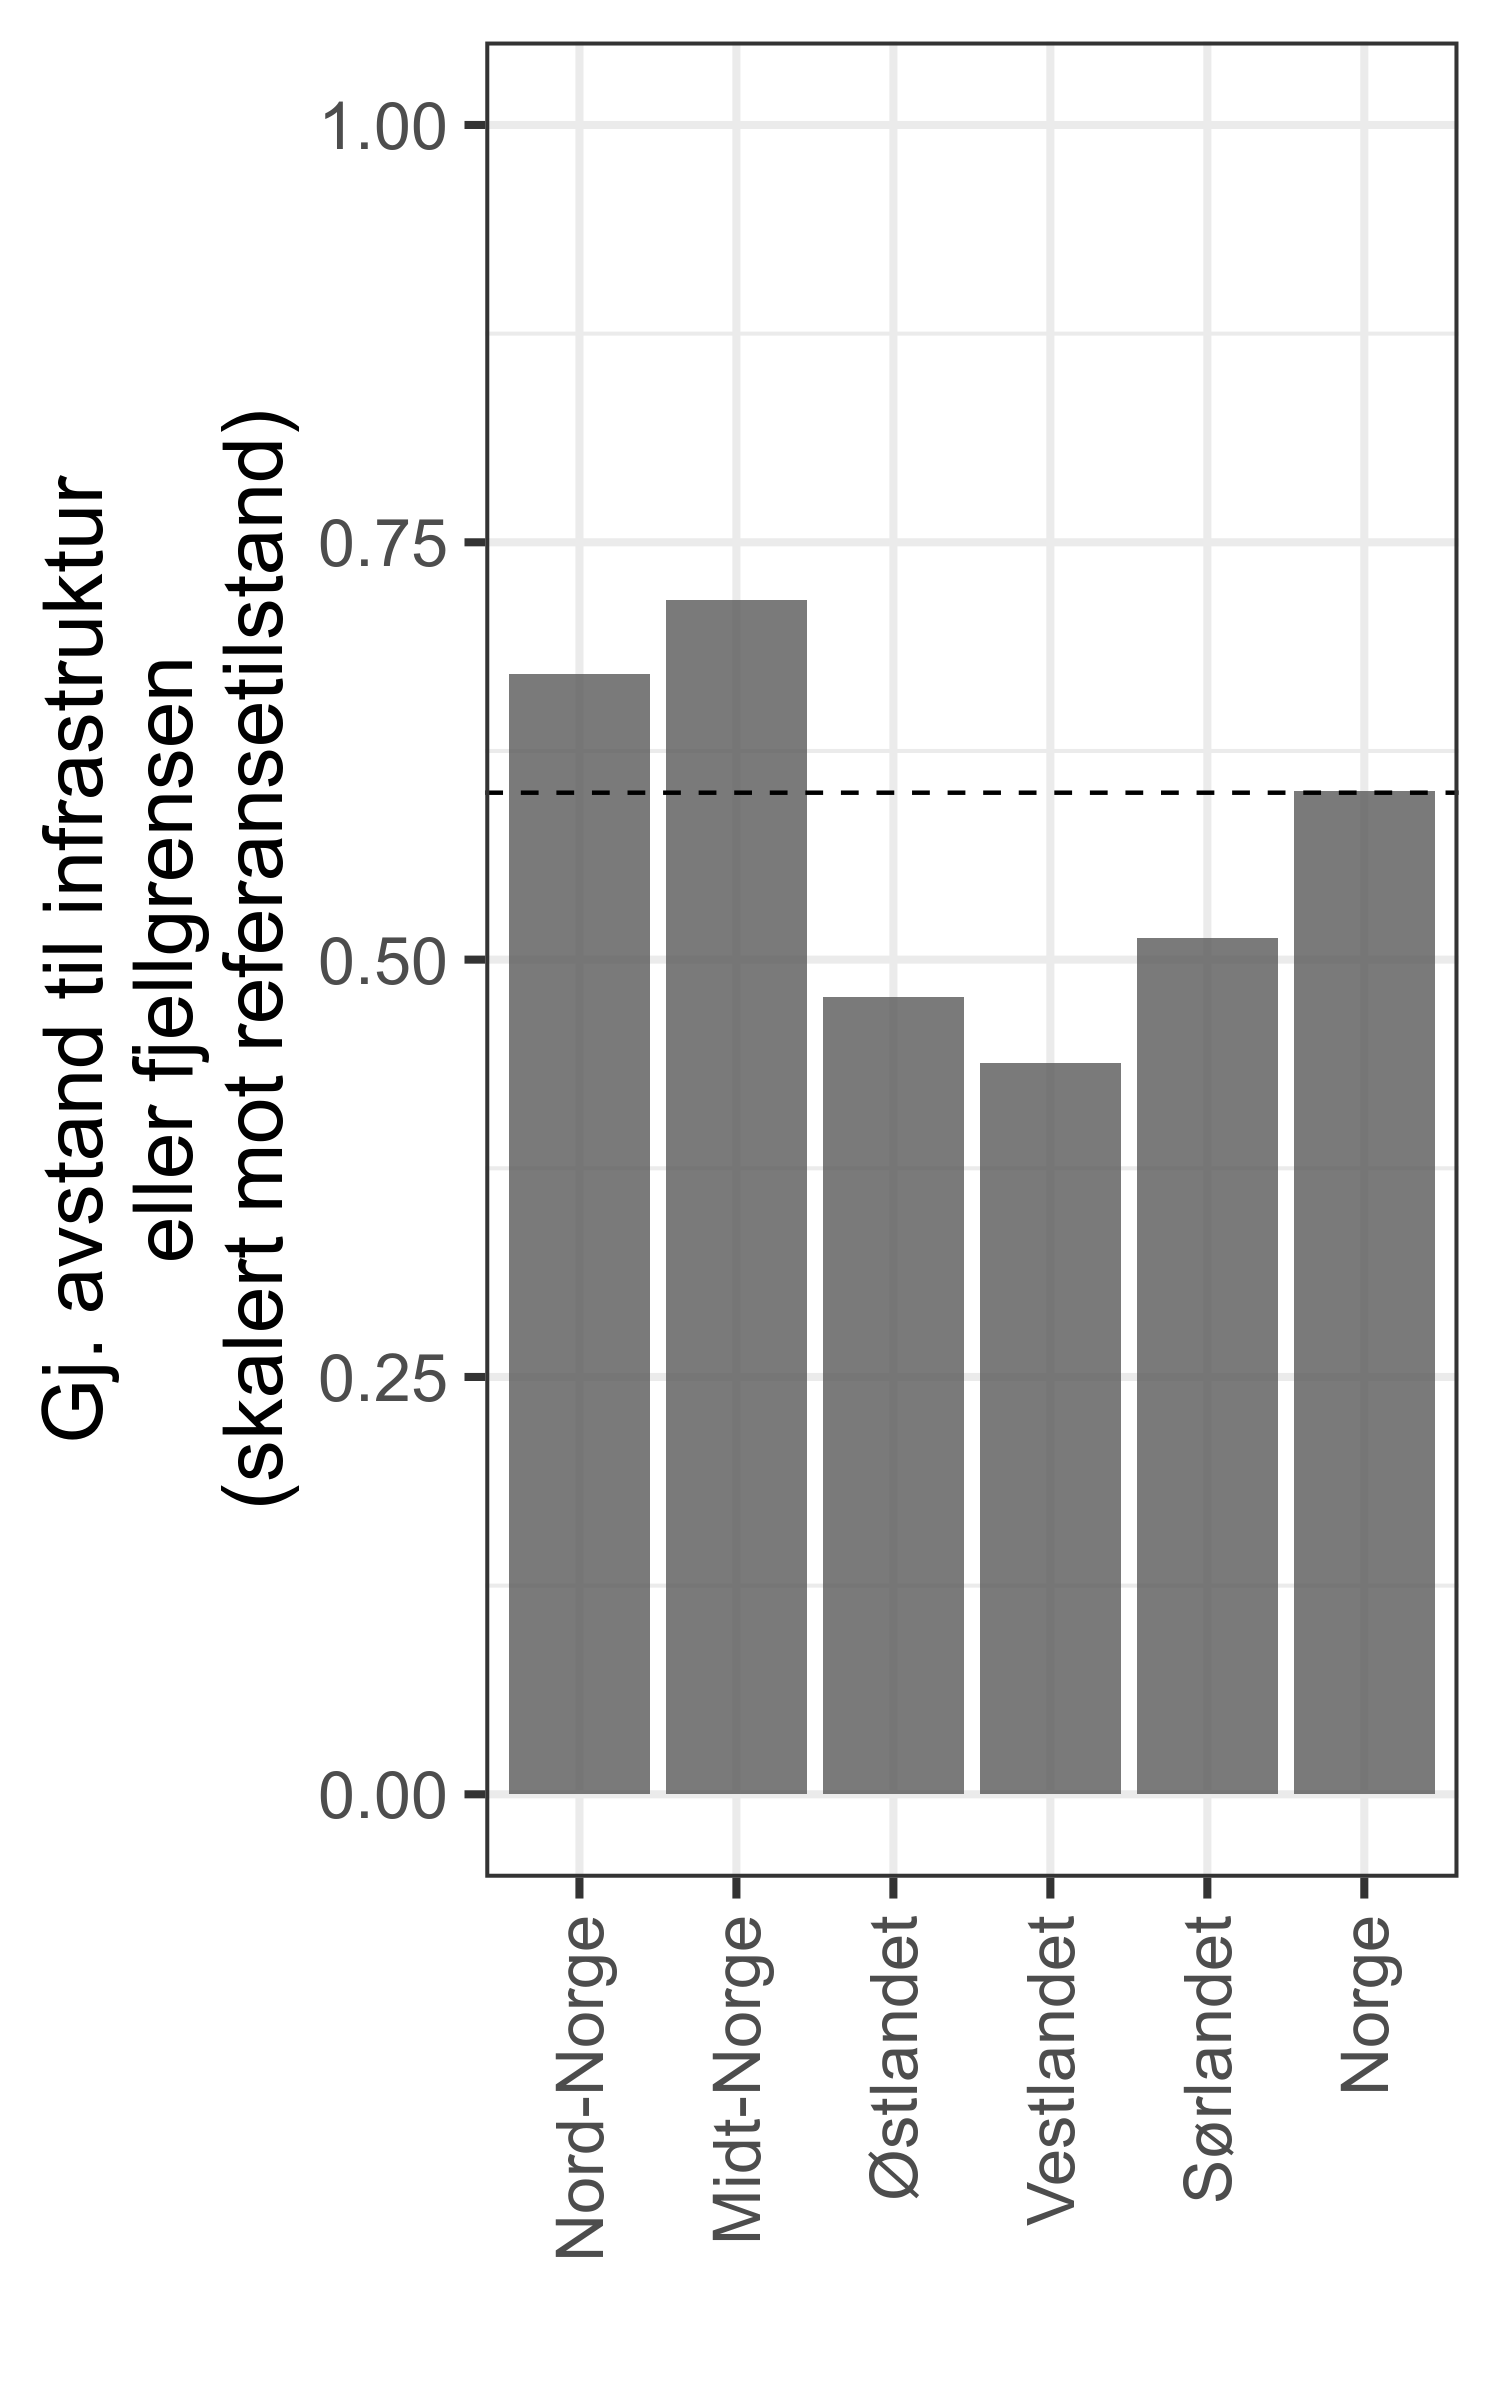 Gj. avstand til infrastruktur
eller fjellgrensen
(skalert mot referansetilstand)
1.00
0.75
0.50
0.25
0.00
Nord-Norge
Midt-Norge
Østlandet
Vestlandet
Sørlandet
Norge